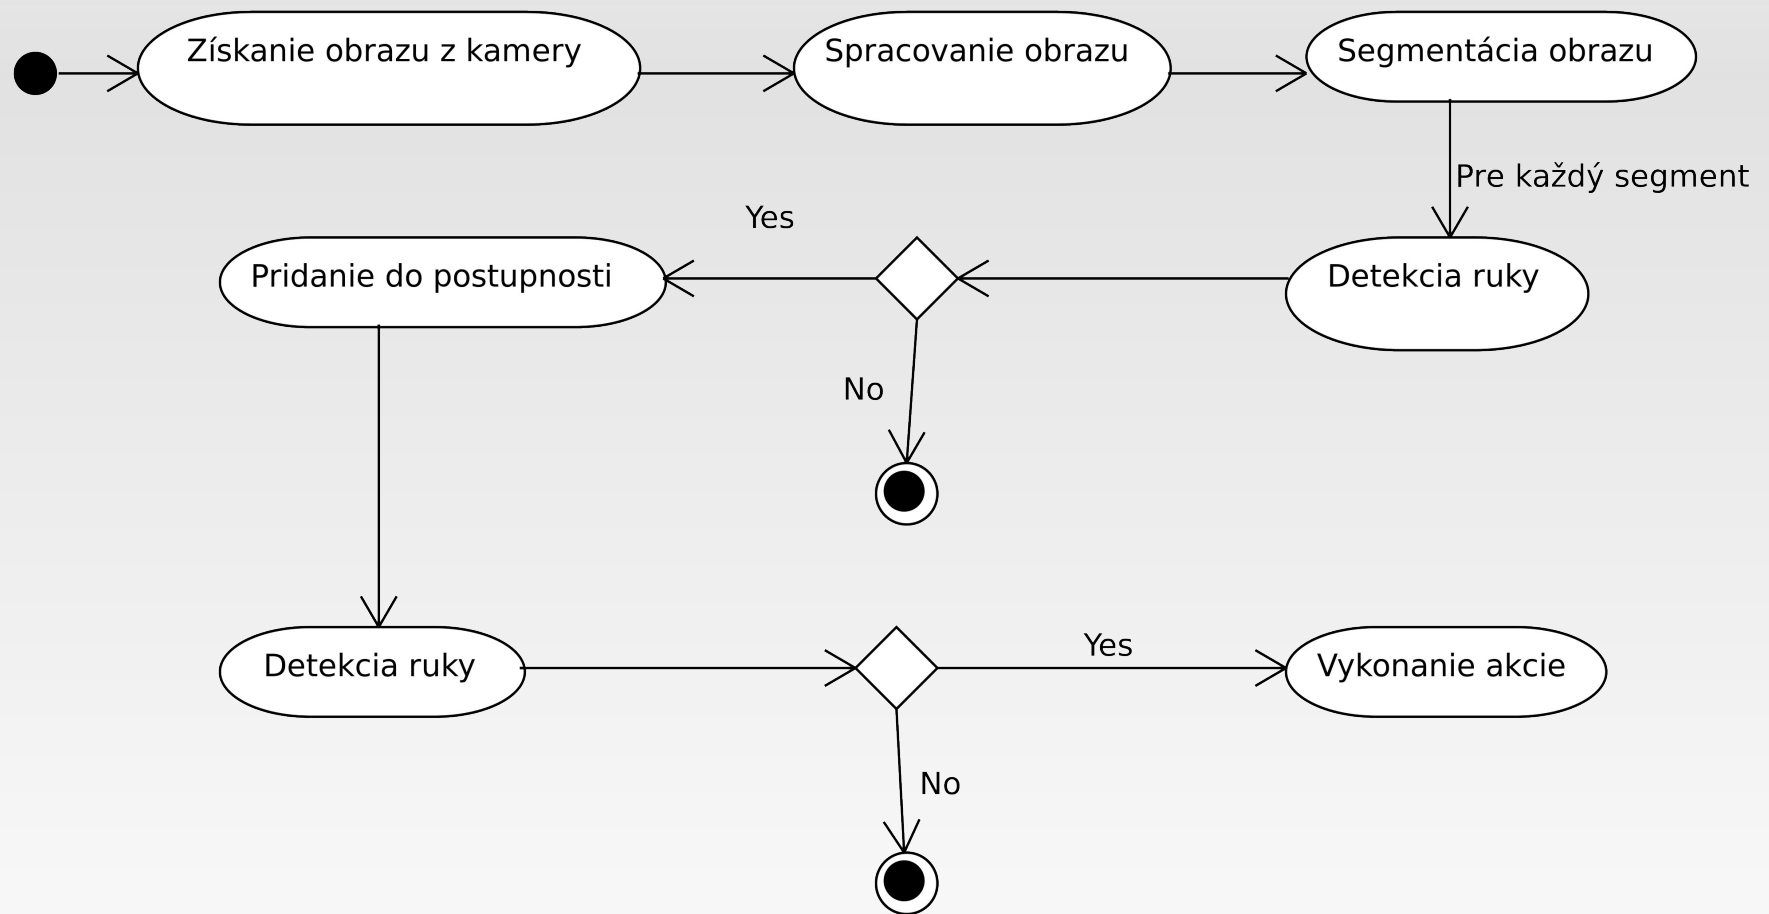 Získanie obrazu z kamery
Spracovanie obrazu
Segmentácia obrazu
Pre každý segment
Detekcia ruky
Yes
Pridanie do postupnosti
No
Detekcia ruky
Yes
Vykonanie akcie
No